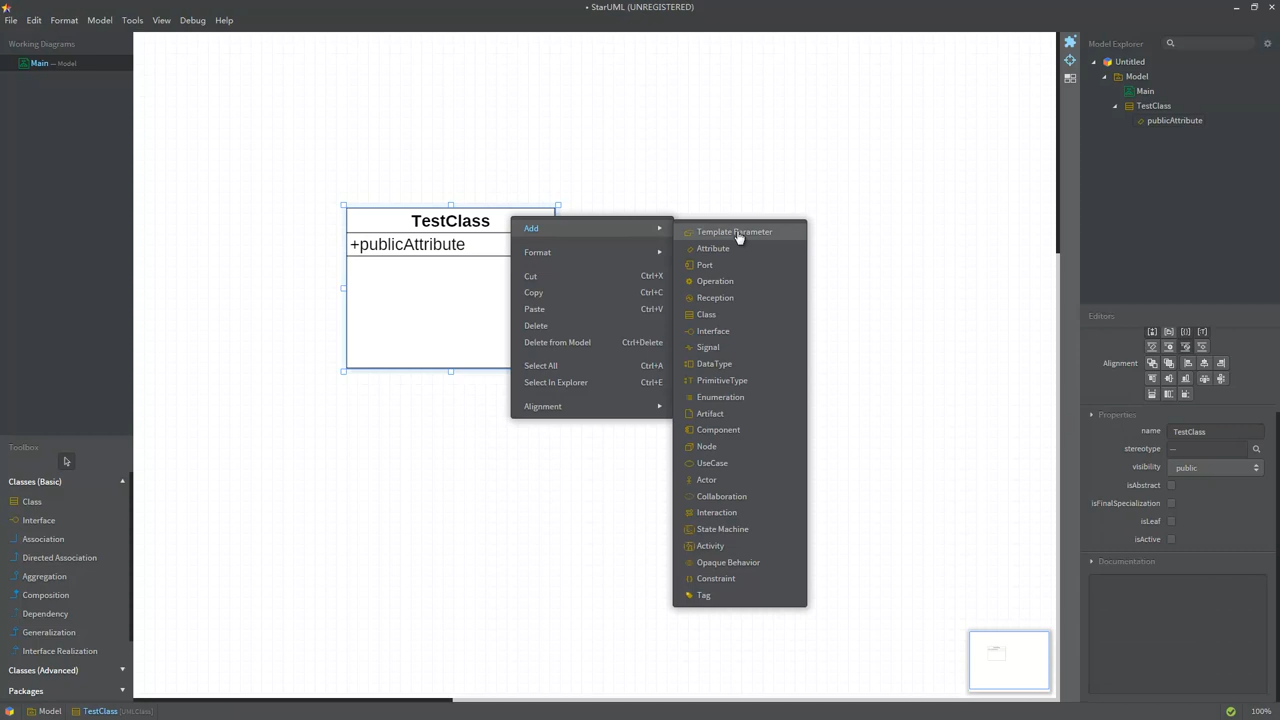 • StarUML (UNREGISTERED)
File Edit Format Model Tools View Debug Help
Working Diagrams
Main — Model
Toolbox
Classes (Basic)
Class
Interface
Association
Directed Association
Aggregation
Composition
Dependency
Generalization
Interface Realization
Classes (Advanced)
Packages
TestClass
+publicAttribute
Add
Format
Cut Ctrl+X
Copy Ctrl+C
Paste Ctrl+V
Delete
Delete from Model Ctrl+Delete
Select All Ctrl+A
Select In Explorer Ctrl+E
Alignment
Template Parameter
Attribute
Port
Operation
Reception
Class
Interface
Signal
DataType
PrimitiveType
Enumeration
Artifact
Component
Node
UseCase
Actor
Collaboration
Interaction
State Machine
Activity
Opaque Behavior
Constraint
Tag
Model Explorer
Untitled
Model
Main
TestClass
publicAttribute
Editors
Alignment
Properties
name TestClass
stereotype —
visibility public
isAbstract
isFinalSpecialization
isLeaf
isActive
Documentation
Model TestClass [UMLClass]
100%